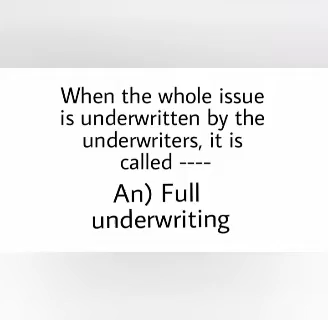 When the whole issue
is underwritten by the
underwriters, it is
called ----
An) Full
underwriting